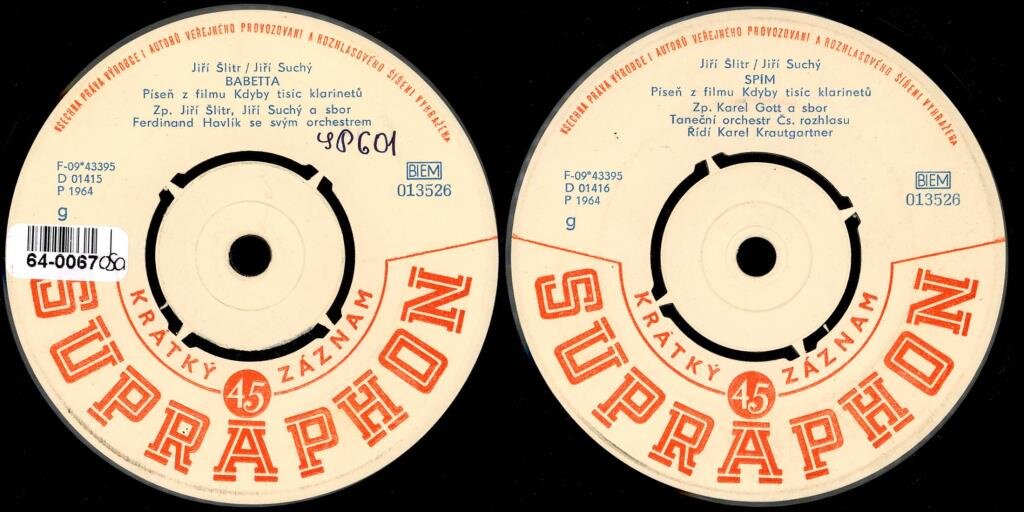 VŠECHNA PRÁVA VÝROBCE I AUTORŮ VEŘEJNÉHO PROVOZOVÁNÍ A ROZHLASOVÉHO ŠÍŘENÍ VYHRAŽENA
Jiří Šlitr / Jiří Suchý
BABETTA
Píseň z filmu Kdyby tisíc klarinetů
Zp. Jiří Šlitr, Jiří Suchý a sbor
Ferdinand Havlík se svým orchestrem
F-09*43395
D 01415
P 1964
g
BIEM
013526
64-0067
KRÁTKÝ 45 ZÁZNAM
SUPRAPHON
VŠECHNA PRÁVA VÝROBCE I AUTORŮ VEŘEJNÉHO PROVOZOVÁNÍ A ROZHLASOVÉHO ŠÍŘENÍ VYHRAŽENA
Jiří Šlitr / Jiří Suchý
SPÍM
Píseň z filmu Kdyby tisíc klarinetů
Zp. Karel Gott a sbor
Taneční orchestr Čs. rozhlasu
Řídí Karel Krautgartner
F-09*43395
D 01416
P 1964
g
BIEM
013526
KRÁTKÝ 45 ZÁZNAM
SUPRAPHON